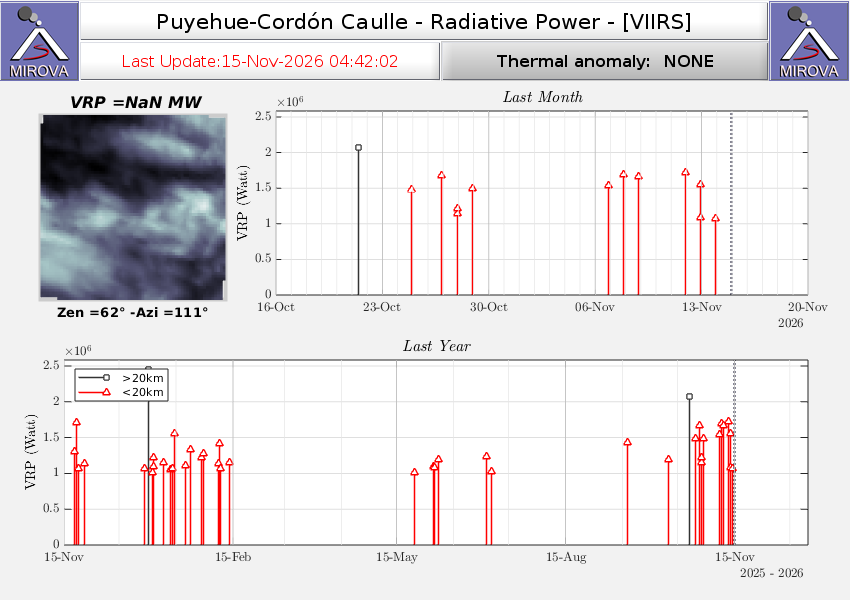 Puyehue-Cordón Caulle - Radiative Power - [VIIRS]
MIROVA
Last Update:15-Nov-2026 04:42:02
Thermal anomaly: NONE
MIROVA
VRP =NaN MW
Zen =62° -Azi =111°
Last Month
×10⁶
VRP (Watt)
2.5
2
1.5
1
0.5
0
16-Oct 23-Oct 30-Oct 06-Nov 13-Nov 20-Nov
2026
Last Year
×10⁶
VRP (Watt)
2.5
2
1.5
1
0.5
0
>20km
<20km
15-Nov 15-Feb 15-May 15-Aug 15-Nov
2025 - 2026